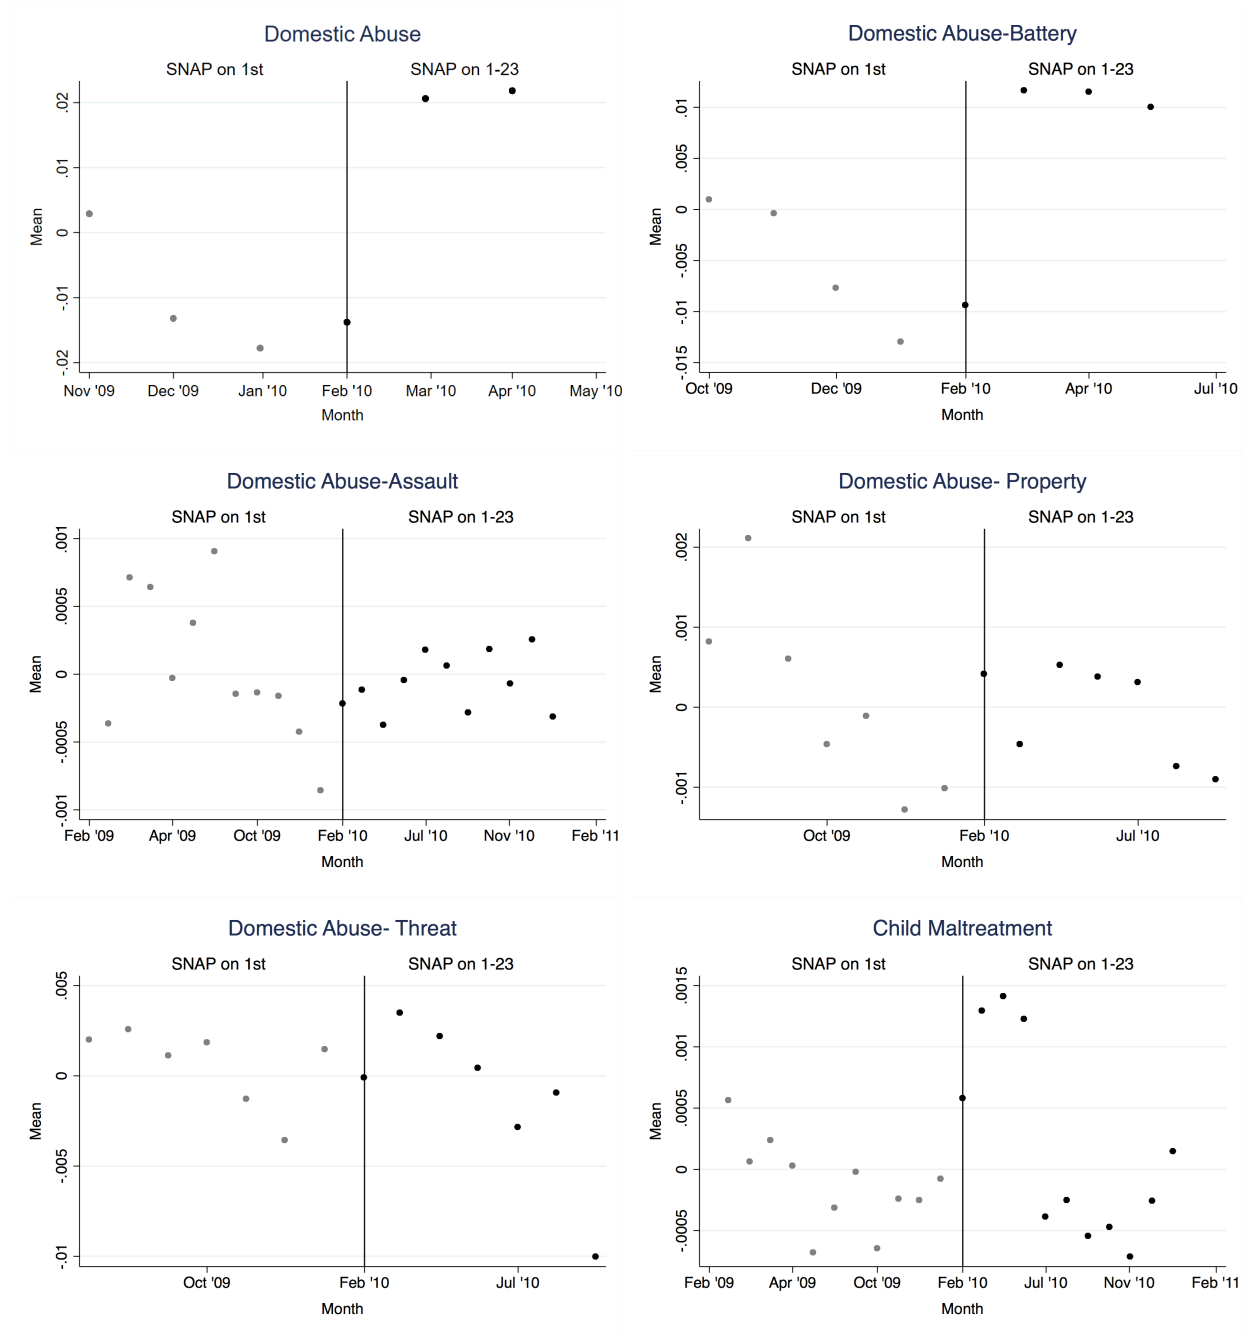 Domestic Abuse
SNAP on 1st SNAP on 1-23
.02
.01
0
-.01
-.02
Mean
Nov '09 Dec '09 Jan '10 Feb '10 Mar '10 Apr '10 May '10
Month
Domestic Abuse-Battery
SNAP on 1st SNAP on 1-23
.01
.005
0
-.005
-.01
-.015
Mean
Oct '09 Dec '09 Feb '10 Apr '10 Jul '10
Month
Domestic Abuse-Assault
SNAP on 1st SNAP on 1-23
.001
.0005
0
-.0005
-.001
Mean
Feb '09 Apr '09 Oct '09 Feb '10 Jul '10 Nov '10 Feb '11
Month
Domestic Abuse- Property
SNAP on 1st SNAP on 1-23
.002
.001
0
-.001
Mean
Oct '09 Feb '10 Jul '10
Month
Domestic Abuse- Threat
SNAP on 1st SNAP on 1-23
.005
0
-.005
-.01
Mean
Oct '09 Feb '10 Jul '10
Month
Child Maltreatment
SNAP on 1st SNAP on 1-23
.0015
.001
.0005
0
-.0005
Mean
Feb '09 Apr '09 Oct '09 Feb '10 Jul '10 Nov '10 Feb '11
Month